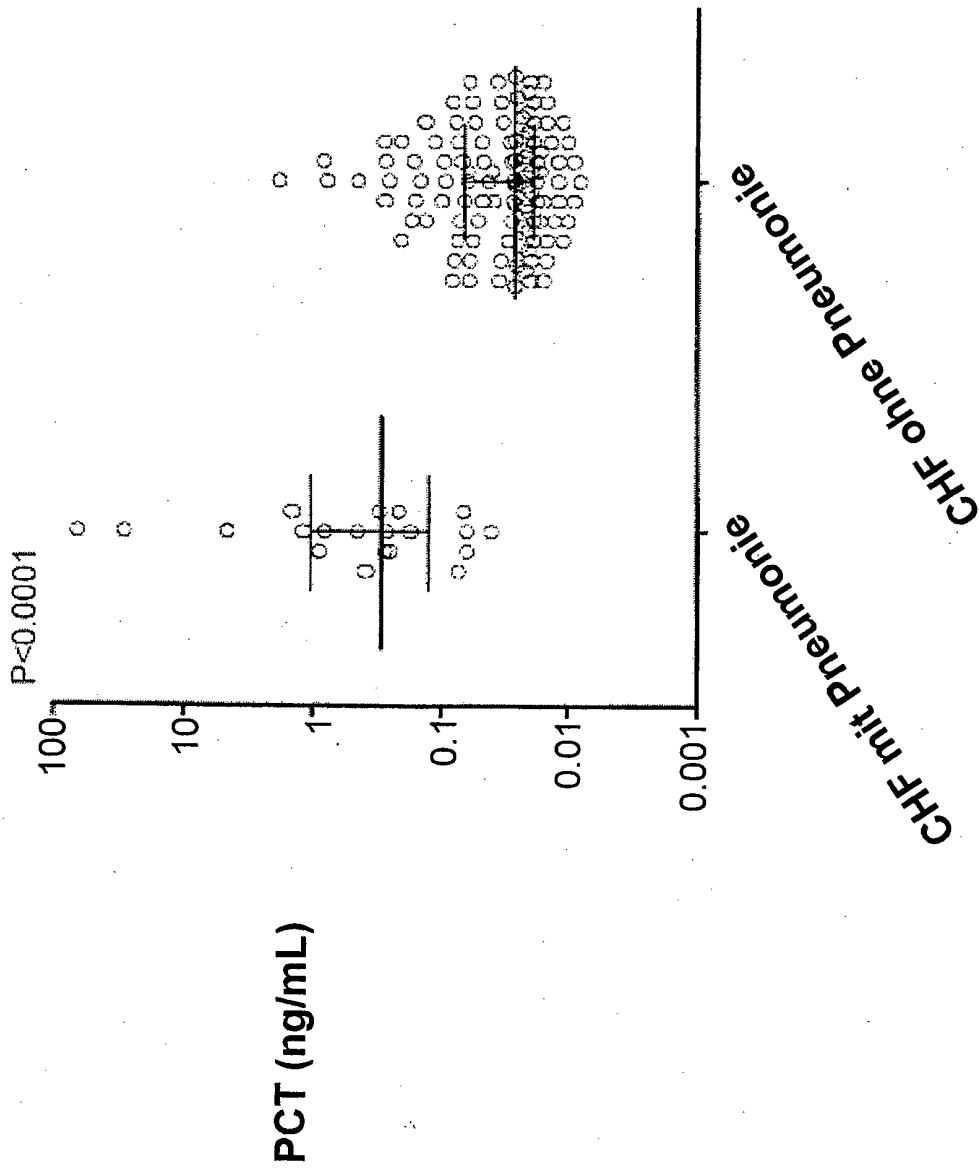 P<0.0001
100
10
1
0.1
0.01
0.001
PCT (ng/mL)
CHF mit Pneumonie
CHF ohne Pneumonie